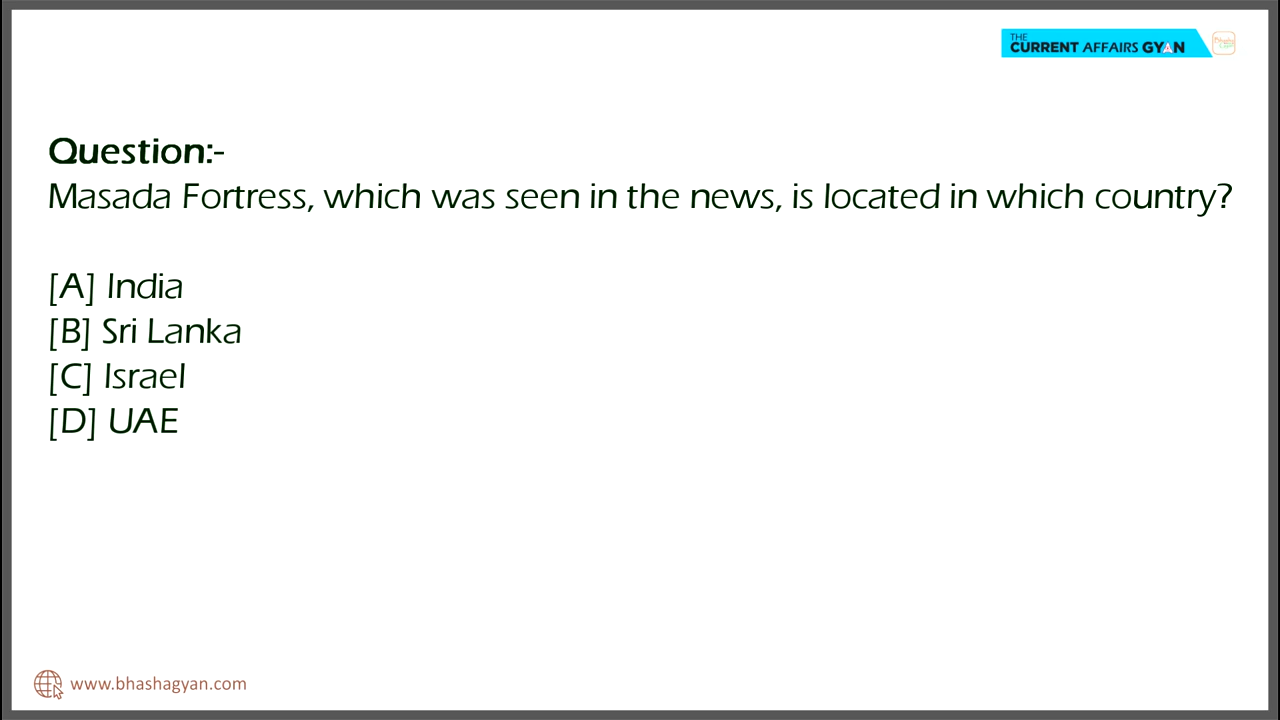 THE
CURRENT AFFAIRS GYAN
Question:-
Masada Fortress, which was seen in the news, is located in which country?
[A] India
[B] Sri Lanka
[C] Israel
[D] UAE
www.bhashagyan.com